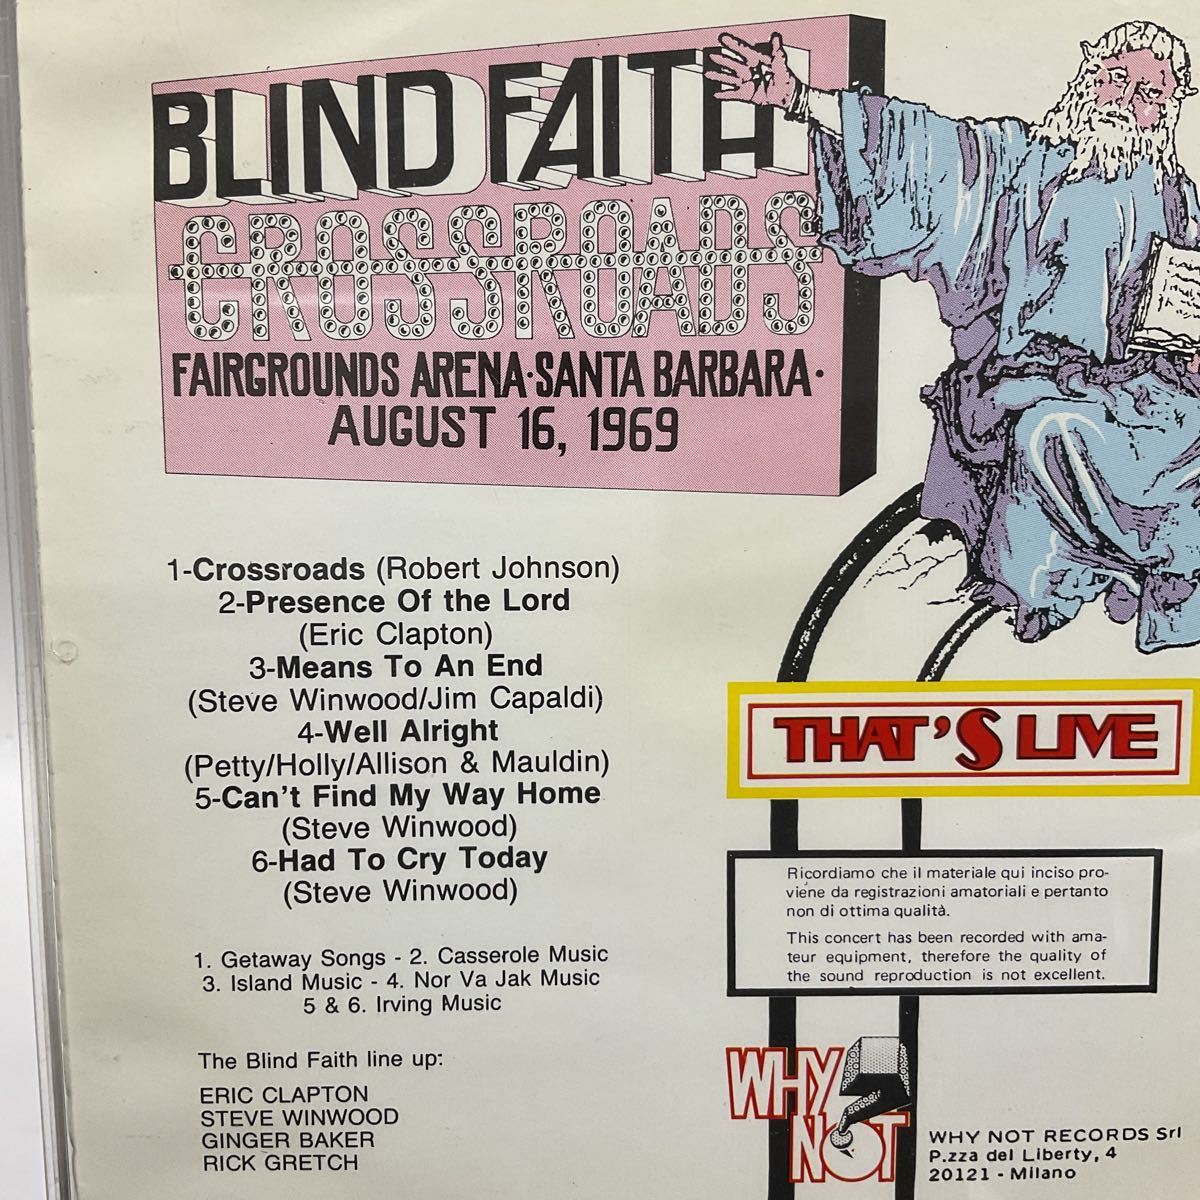 BLIND FAITH
CROSSROADS
FAIRGROUNDS ARENA·SANTA BARBARA·
AUGUST 16, 1969
1-Crossroads (Robert Johnson)
2-Presence Of the Lord
(Eric Clapton)
3-Means To An End
(Steve Winwood/Jim Capaldi)
4-Well Alright
(Petty/Holly/Allison & Mauldin)
5-Can't Find My Way Home
(Steve Winwood)
6-Had To Cry Today
(Steve Winwood)
1. Getaway Songs - 2. Casserole Music
3. Island Music - 4. Nor Va Jak Music
5 & 6. Irving Music
The Blind Faith line up:
ERIC CLAPTON
STEVE WINWOOD
GINGER BAKER
RICK GRETCH
THAT'S LIVE
Ricordiamo che il materiale qui inciso pro-
viene da registrazioni amatoriali e pertanto
non di ottima qualità.
This concert has been recorded with ama-
teur equipment, therefore the quality of
the sound reproduction is not excellent.
WHY
NOT
WHY NOT RECORDS Srl
P.zza del Liberty, 4
20121 - Milano